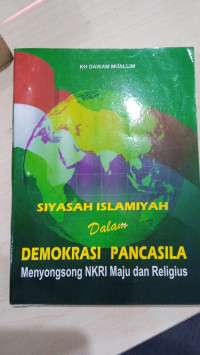 KH DAWAM MUALLIM
SIYASAH ISLAMIYAH
Dalam
DEMOKRASI PANCASILA
Menyongsong NKRI Maju dan Religius